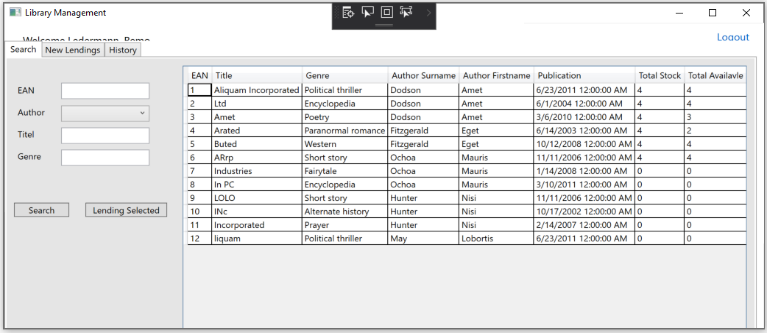 Library Management
Logout
Search New Lendings History
EAN Title Genre Author Surname Author Firstname Publication Total Stock Total Availavle
1 Aliquam Incorporated Political thriller Dodson Amet 6/23/2011 12:00:00 AM 4 4
2 Ltd Encyclopedia Dodson Amet 6/1/2004 12:00:00 AM 4 4
3 Amet Poetry Dodson Amet 3/6/2010 12:00:00 AM 4 3
4 Arated Paranormal romance Fitzgerald Eget 6/14/2003 12:00:00 AM 4 4
5 Buted Western Fitzgerald Eget 10/12/2008 12:00:00 AM 4 4
6 ARrp Short story Ochoa Mauris 11/11/2006 12:00:00 AM 4 4
7 Industries Fairytale Ochoa Mauris 1/14/2008 12:00:00 AM 0 0
8 In PC Encyclopedia Ochoa Mauris 3/10/2011 12:00:00 AM 0 0
9 LOLO Short story Hunter Nisi 11/11/2006 12:00:00 AM 0 0
10 INc Alternate history Hunter Nisi 10/17/2002 12:00:00 AM 0 0
11 Incorporated Prayer Hunter Nisi 2/14/2007 12:00:00 AM 0 0
12 liquam Political thriller May Lobortis 6/23/2011 12:00:00 AM 0 0
EAN
Author
Titel
Genre
Search Lending Selected